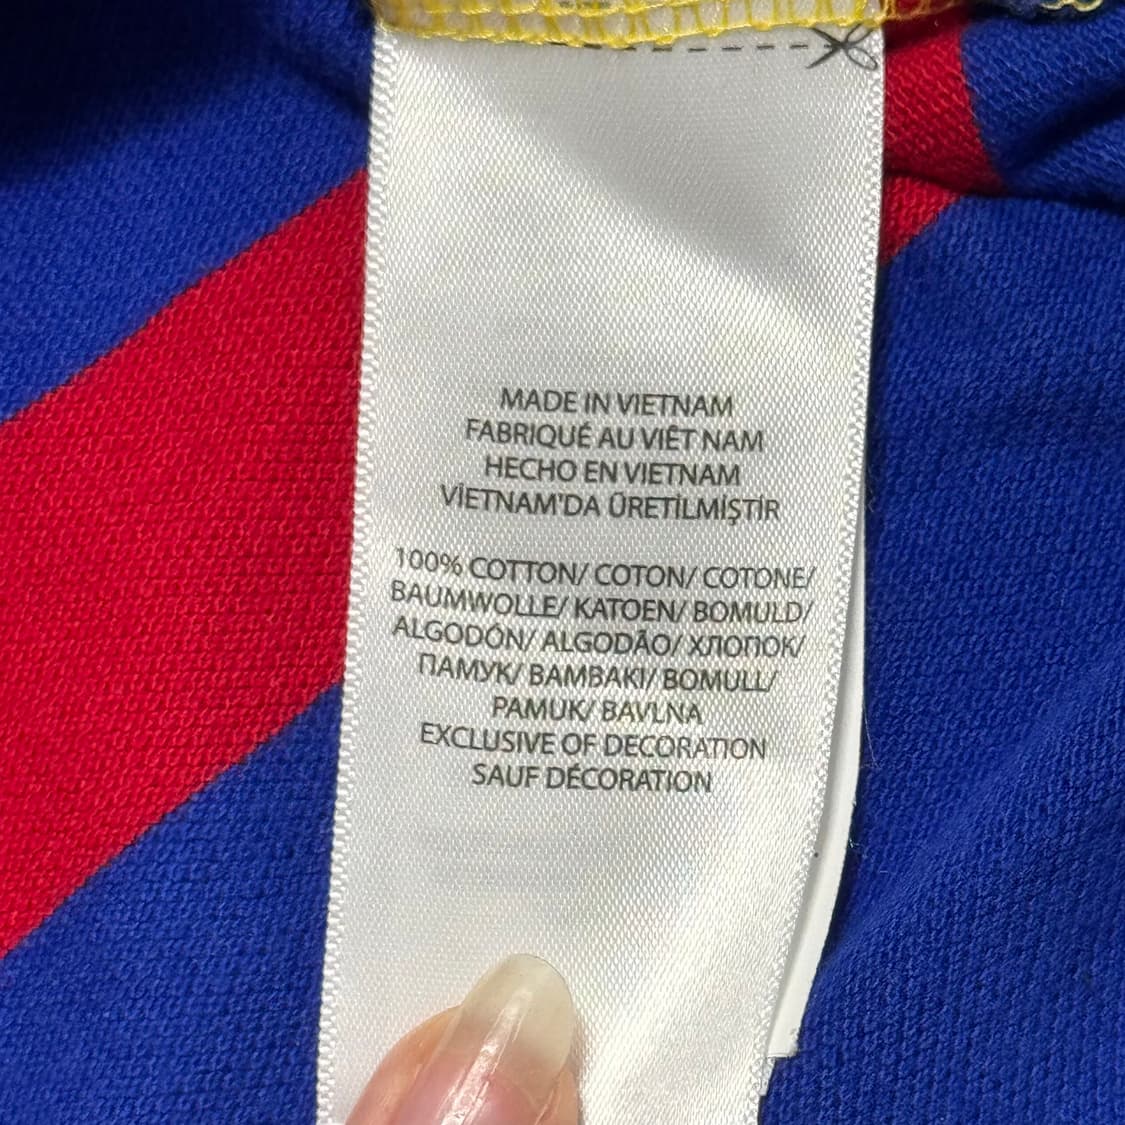 MADE IN VIETNAM
FABRIQUÉ AU VIÊT NAM
HECHO EN VIETNAM
VİETNAM'DA ÜRETİLMİŞTİR
100% COTTON/ COTON/ COTONE/
BAUMWOLLE/ KATOEN/ BOMULD/
ALGODÓN/ ALGODÃO/ ХЛОПОК/
ПАМУК/ BAMBAKI/ BOMULL/
PAMUK/ BAVLNA
EXCLUSIVE OF DECORATION
SAUF DÉCORATION